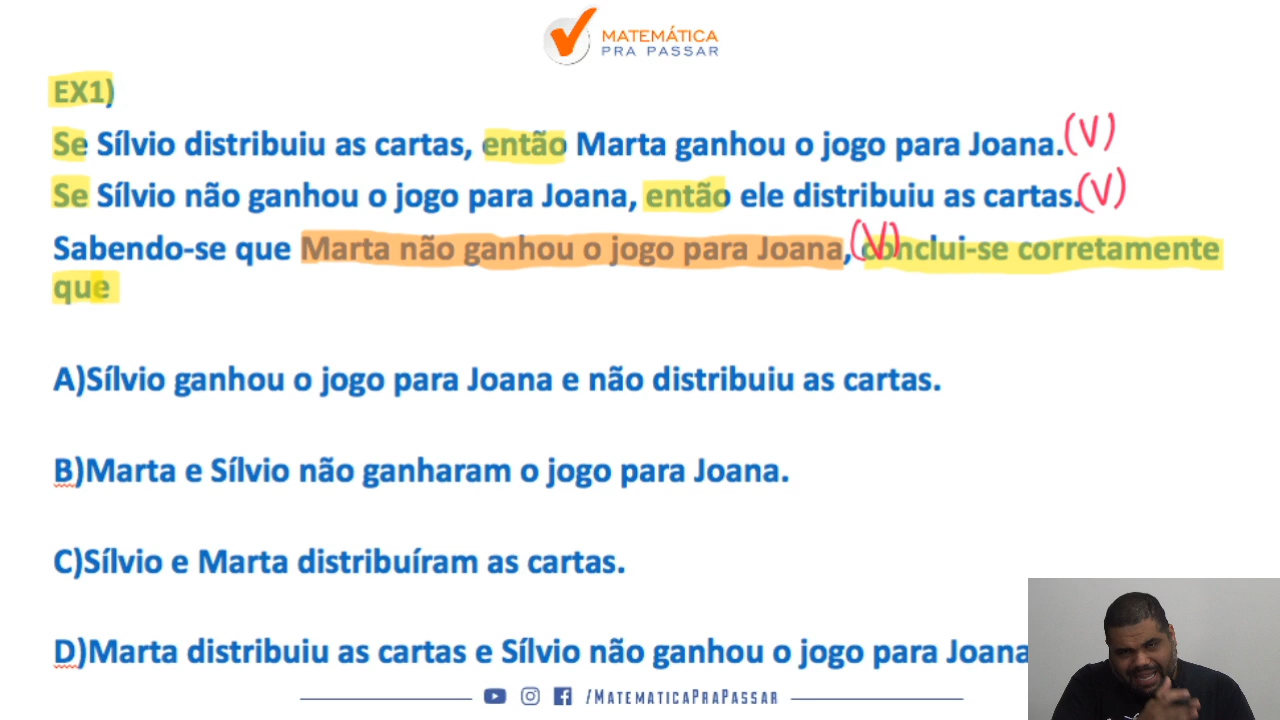 MATEMÁTICA
PRA PASSAR
EX1)
Se Sílvio distribuiu as cartas, então Marta ganhou o jogo para Joana. (V)
Se Sílvio não ganhou o jogo para Joana, então ele distribuiu as cartas. (V)
Sabendo-se que Marta não ganhou o jogo para Joana, (V) conclui-se corretamente
que
A)Sílvio ganhou o jogo para Joana e não distribuiu as cartas.
B)Marta e Sílvio não ganharam o jogo para Joana.
C)Sílvio e Marta distribuíram as cartas.
D)Marta distribuiu as cartas e Sílvio não ganhou o jogo para Joana
/MATEMATICAPRAPASSAR